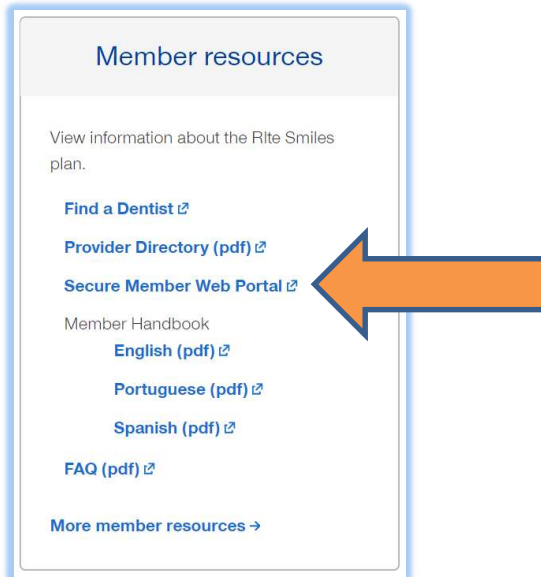 Member resources
View information about the RIte Smiles
plan.
Find a Dentist
Provider Directory (pdf)
Secure Member Web Portal
Member Handbook
English (pdf)
Portuguese (pdf)
Spanish (pdf)
FAQ (pdf)
More member resources →